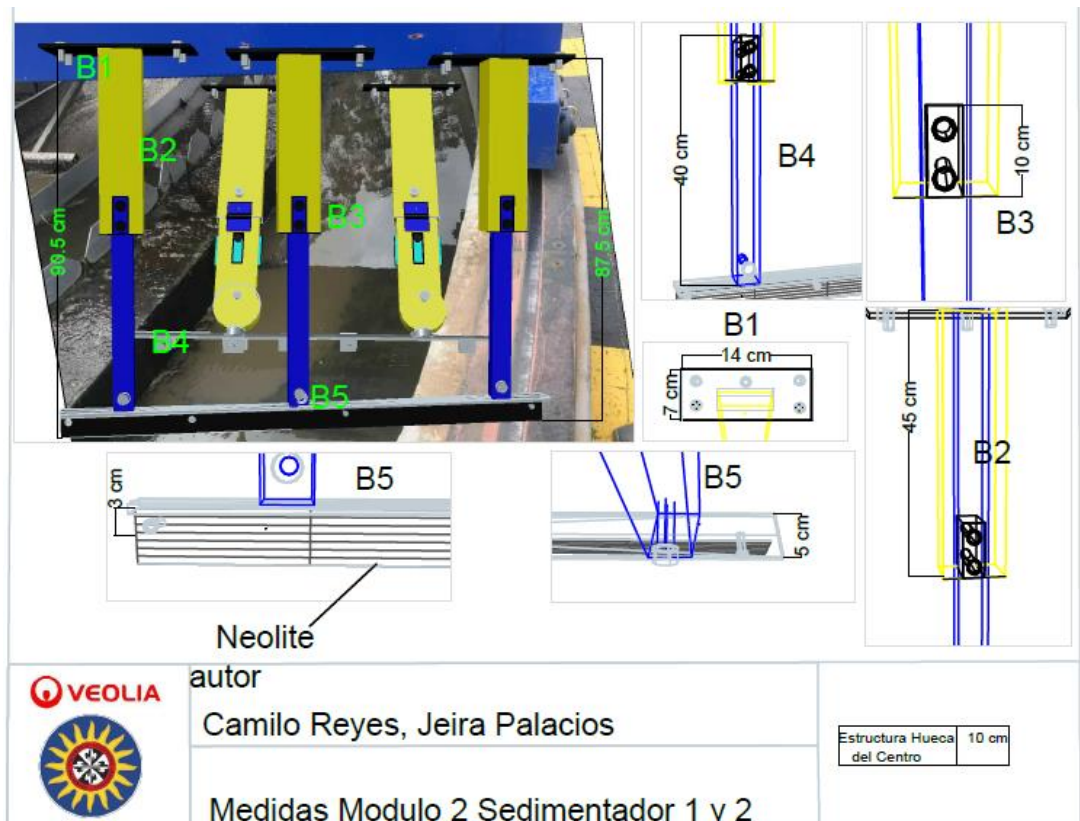 B1
B2
B3
B4
B5
90.5 cm
87.5 cm
40 cm
B4
10 cm
B3
B1
14 cm
7 cm
45 cm
B2
B5
3 cm
B5
5 cm
Neolite
autor
VEOLIA
Camilo Reyes, Jeira Palacios
Medidas Modulo 2 Sedimentador 1 y 2
Estructura Hueca 10 cm
del Centro